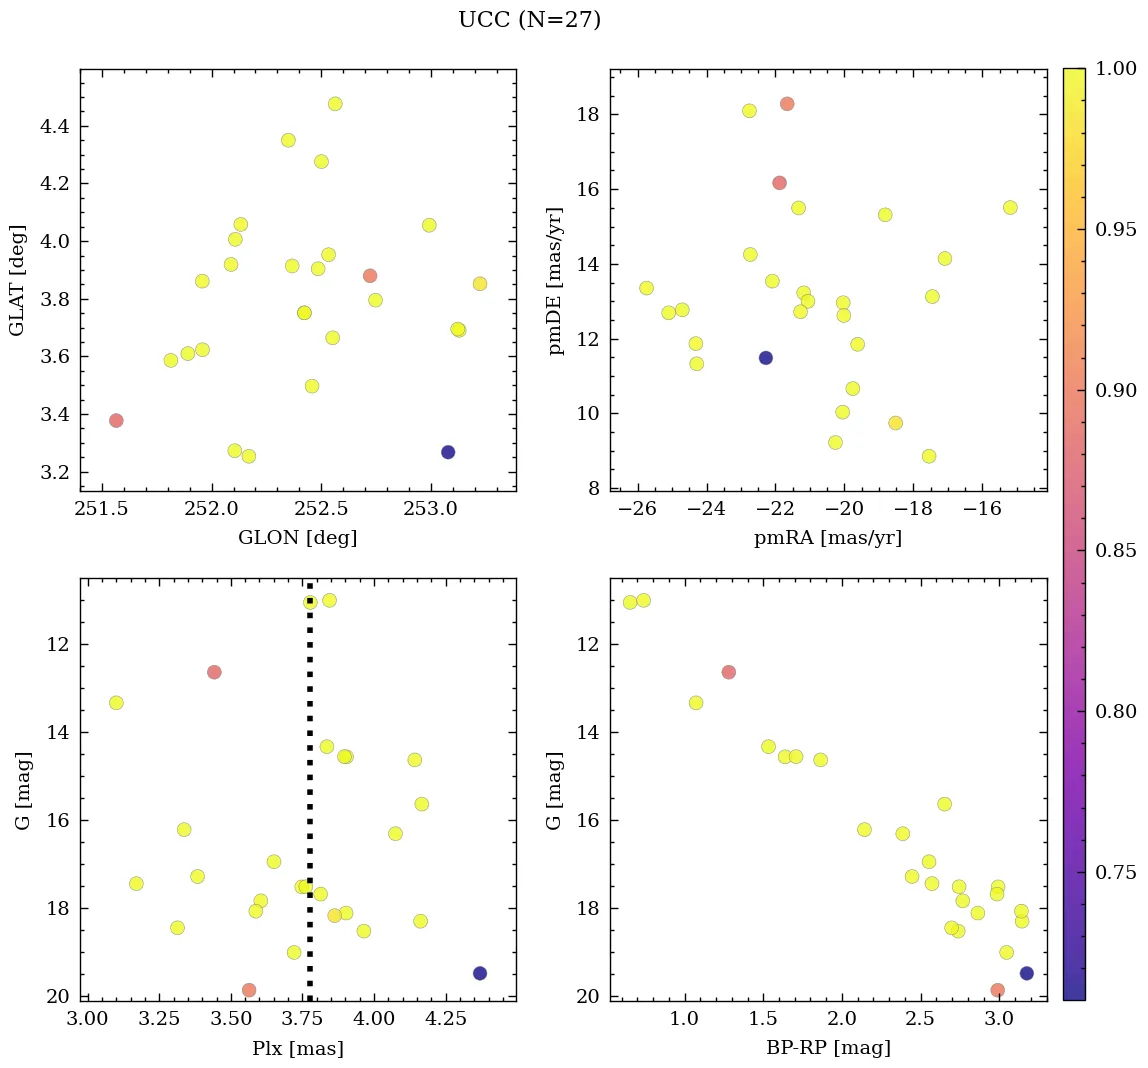 UCC (N=27)
4.4
4.2
4.0
3.8
3.6
3.4
3.2
GLAT [deg]
251.5 252.0 252.5 253.0
GLON [deg]
18
16
14
12
10
8
pmDE [mas/yr]
−26 −24 −22 −20 −18 −16
pmRA [mas/yr]
1.00
0.95
0.90
0.85
0.80
0.75
12
14
16
18
20
G [mag]
3.00 3.25 3.50 3.75 4.00 4.25
Plx [mas]
12
14
16
18
20
G [mag]
1.0 1.5 2.0 2.5 3.0
BP-RP [mag]